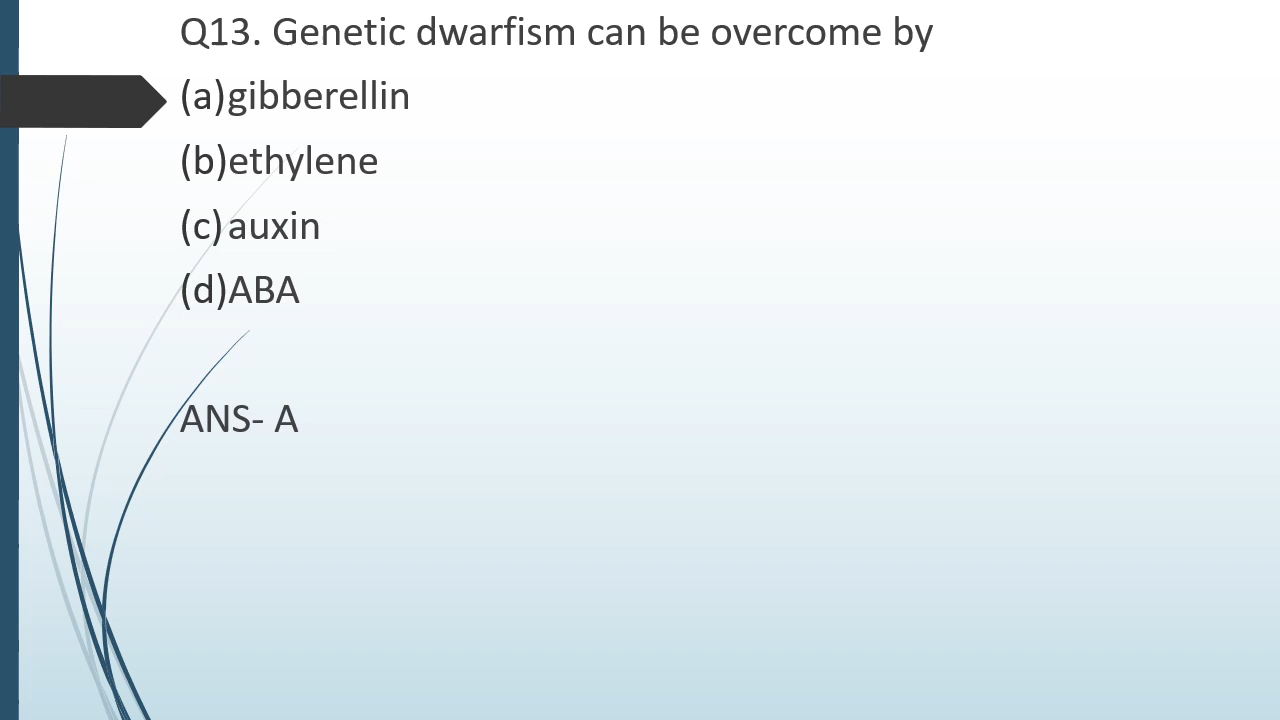 Q13. Genetic dwarfism can be overcome by
(a)gibberellin
(b)ethylene
(c)auxin
(d)ABA
ANS- A